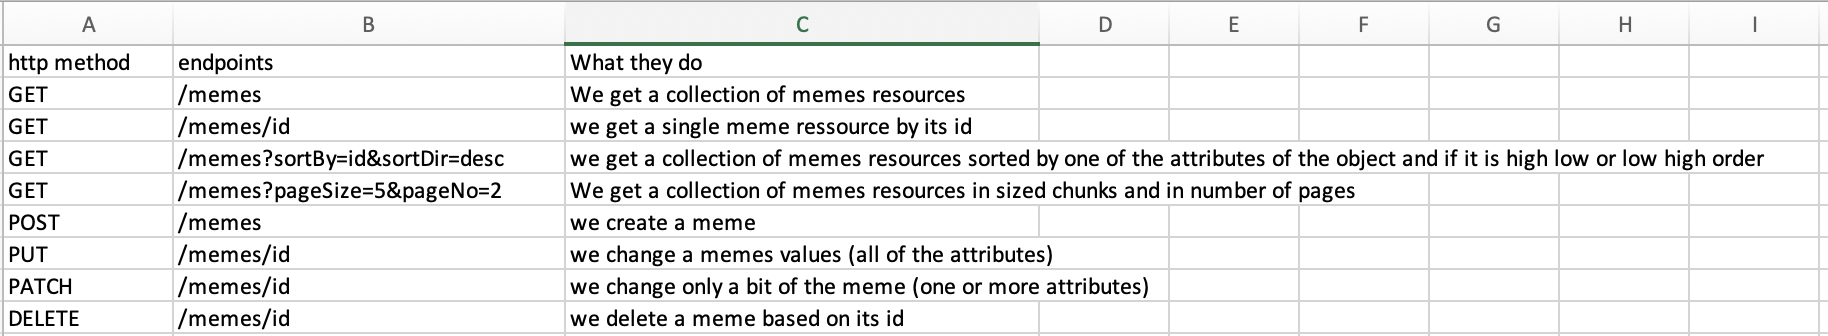 A B C D E F G H I
http method endpoints What they do
GET /memes We get a collection of memes resources
GET /memes/id we get a single meme ressource by its id
GET /memes?sortBy=id&sortDir=desc we get a collection of memes resources sorted by one of the attributes of the object and if it is high low or low high order
GET /memes?pageSize=5&pageNo=2 We get a collection of memes resources in sized chunks and in number of pages
POST /memes we create a meme
PUT /memes/id we change a memes values (all of the attributes)
PATCH /memes/id we change only a bit of the meme (one or more attributes)
DELETE /memes/id we delete a meme based on its id